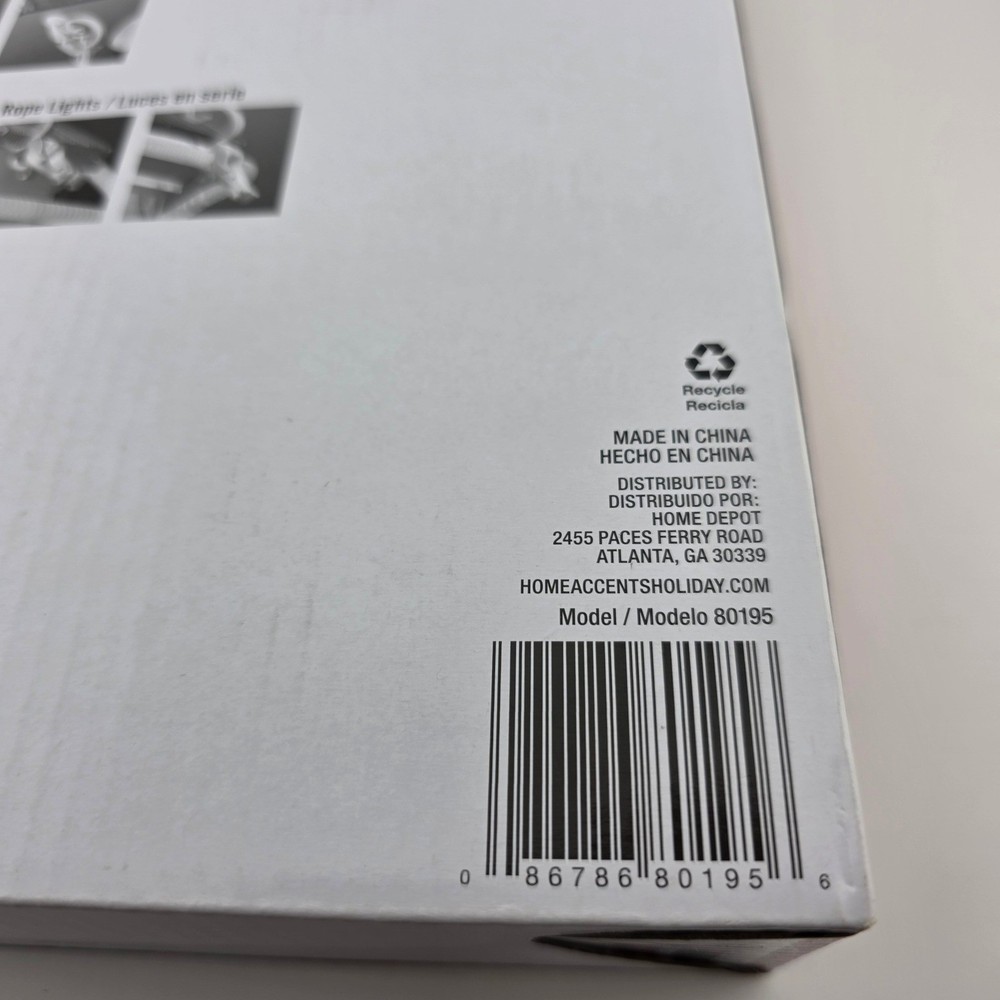 Rope Lights / Luces en serie
Recycle
Recicla
MADE IN CHINA
HECHO EN CHINA
DISTRIBUTED BY:
DISTRIBUIDO POR:
HOME DEPOT
2455 PACES FERRY ROAD
ATLANTA, GA 30339
HOMEACCENTSHOLIDAY.COM
Model / Modelo 80195
0 86786 80195 6